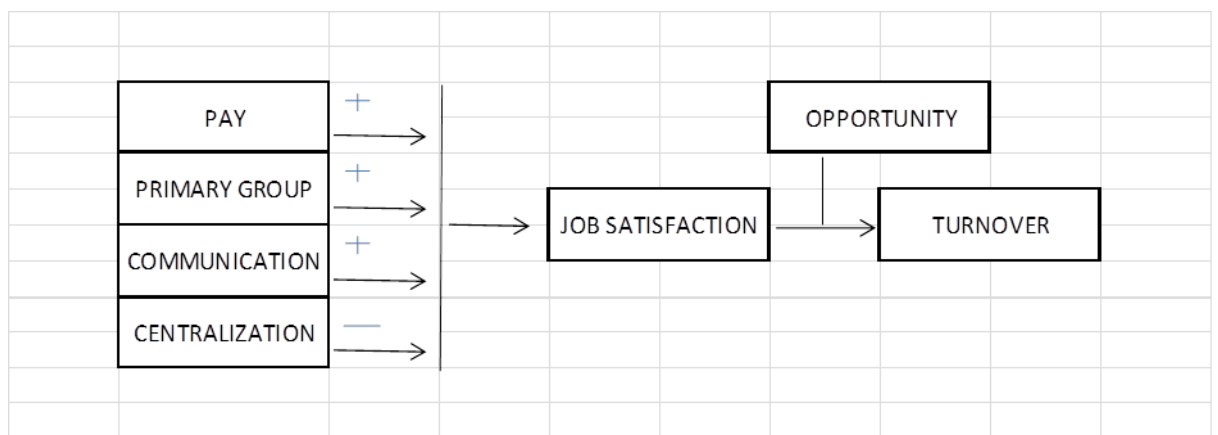 PAY
+
PRIMARY GROUP
+
COMMUNICATION
+
CENTRALIZATION
—
JOB SATISFACTION
OPPORTUNITY
TURNOVER